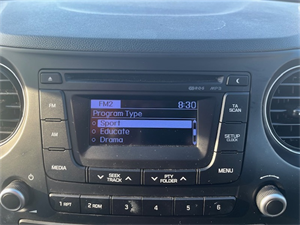 FM2 8:30
Program Type
Sport
Educate
Drama
FM
AM
MEDIA
TA
SCAN
SETUP
CLOCK
SEEK
TRACK
PTY
FOLDER
MENU
1 RPT
2 RDM
3
4
5
6